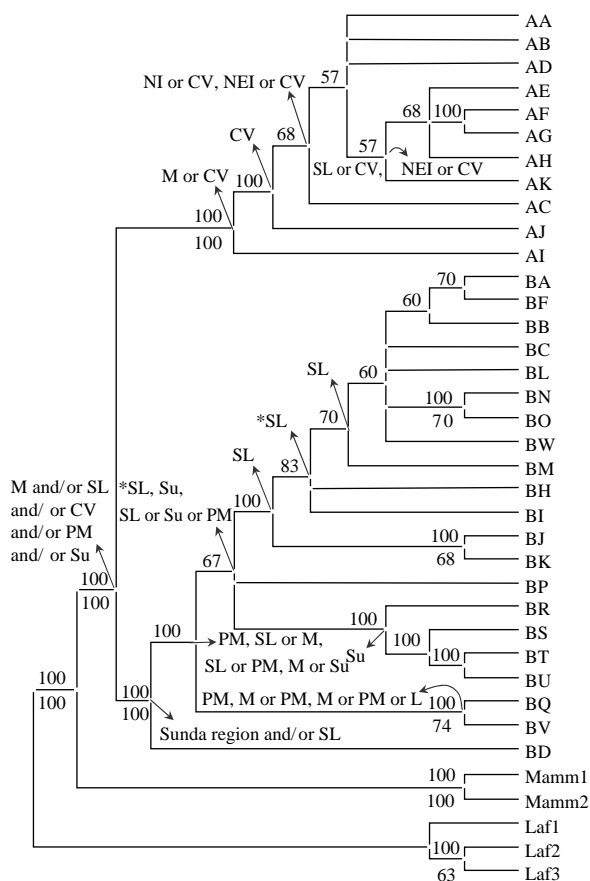 AA
AB
57
AD
NI or CV, NEI or CV
AE
68
100
AF
AG
CV
68
57
AH
SL or CV,
NEI or CV
M or CV
100
AK
AC
100
AJ
100
AI
70
BA
BF
60
BB
BC
SL
60
BL
100
BN
70
BO
*SL
70
BW
SL
83
BM
M and/or SL
and/ or CV
and/or PM
and/ or Su
*SL, Su,
SL or Su or PM
BH
100
BI
100
BJ
68
BK
67
100
100
BP
BR
100
PM, SL or M,
SL or PM, M or Su
Su
100
100
BS
100
BT
100
BU
100
100
PM, M or PM, M or PM or L
100
BQ
100
74
BV
100
Sunda region and/or SL
BD
100
Mamm1
100
Mamm2
Laf1
100
Laf2
63
Laf3